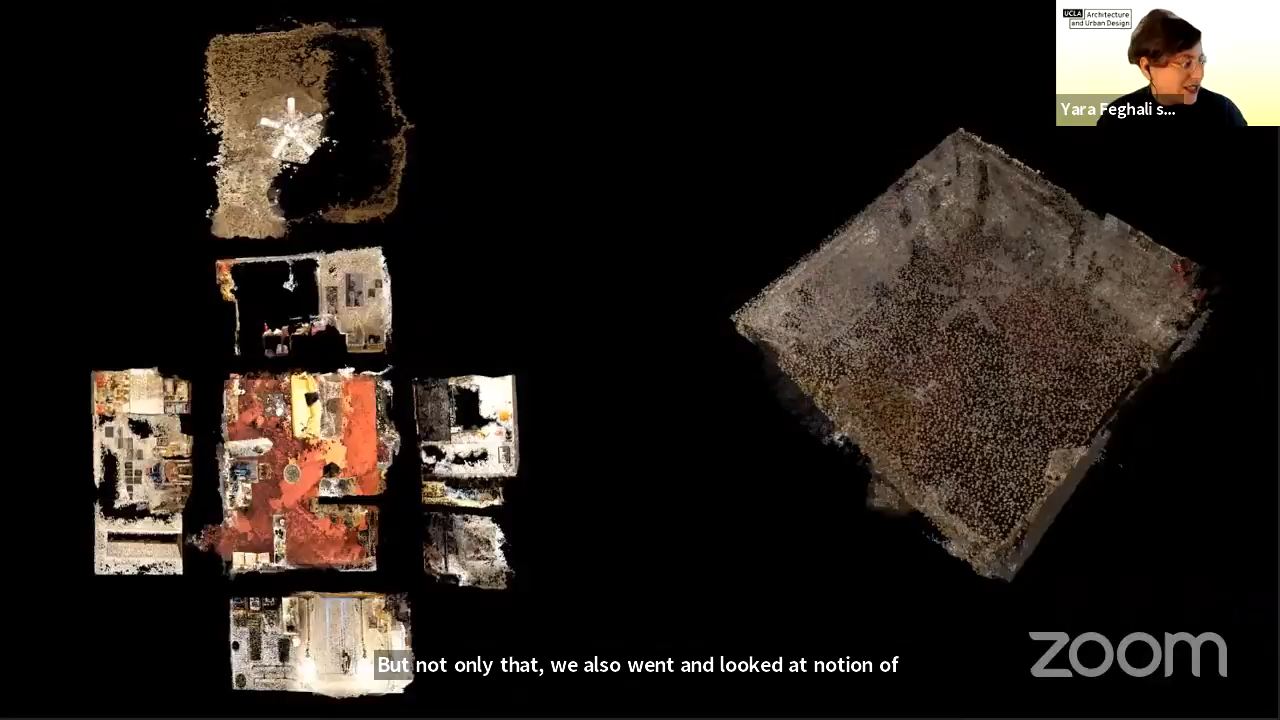 UCLA Architecture
and Urban Design
Yara Feghali s...
But not only that, we also went and looked at notion of
zoom